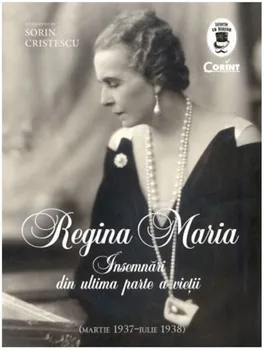 SORIN
CRISTESCU
CORINT
Regina Maria
Însemnări
din ultima parte a vieții
(MARTIE 1937–IULIE 1938)